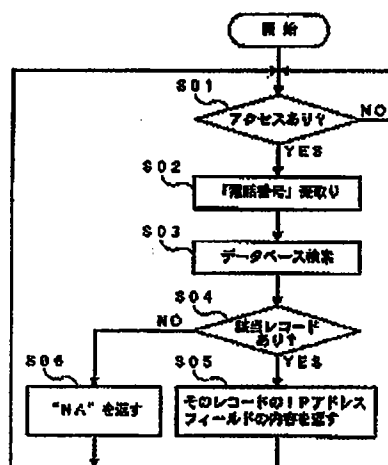 開始
S01
アクセスあり?
NO
YES
S02
「電話番号」受取り
S03
データベース検索
S04
該当レコード
あり?
NO
YES
S06
"NA"を返す
S05
そのレコードのIPアドレス
フィールドの内容を返す